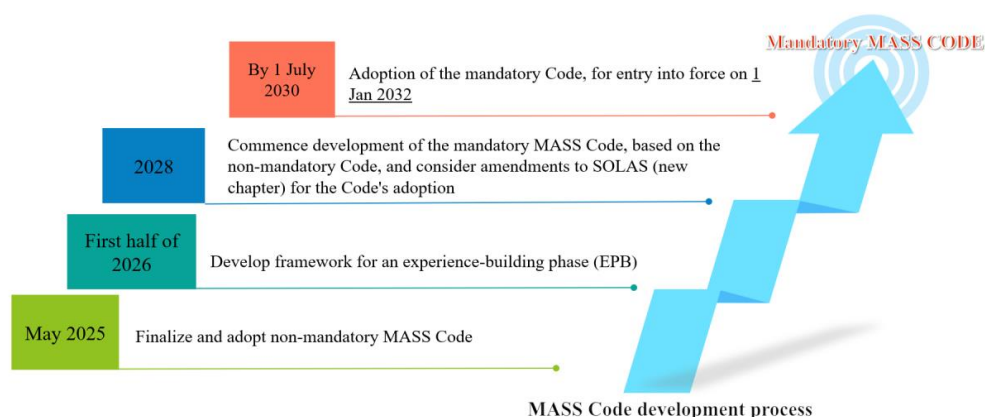 Mandatory MASS CODE
By 1 July
2030
Adoption of the mandatory Code, for entry into force on 1
Jan 2032
2028
Commence development of the mandatory MASS Code, based on the
non-mandatory Code, and consider amendments to SOLAS (new
chapter) for the Code's adoption
First half of
2026
Develop framework for an experience-building phase (EPB)
May 2025
Finalize and adopt non-mandatory MASS Code
MASS Code development process